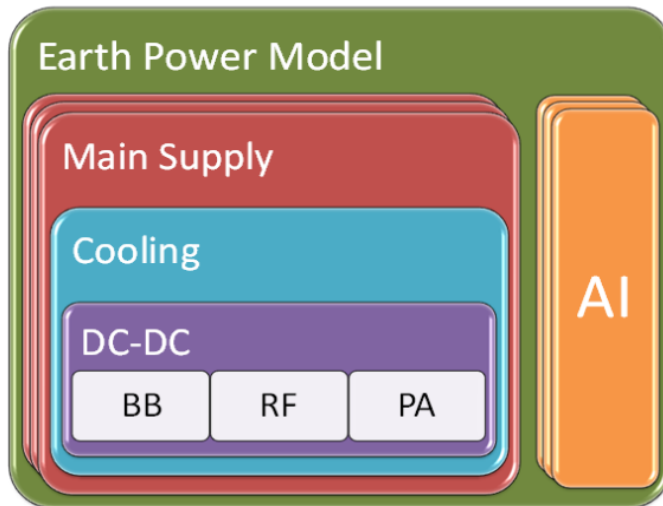 Earth Power Model
Main Supply
Cooling
DC-DC
BB RF PA
AI